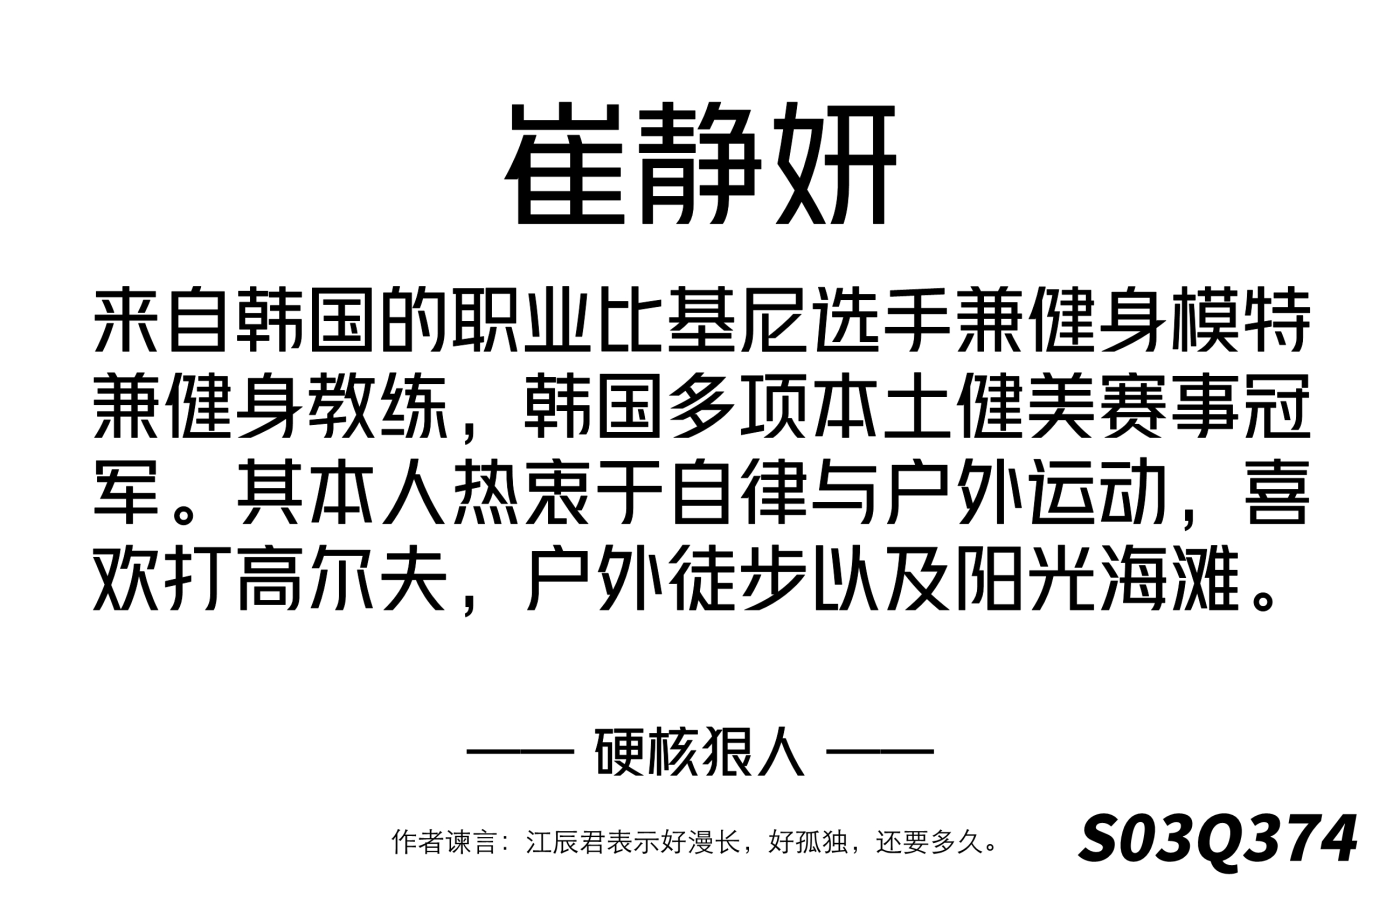 崔静妍
来自韩国的职业比基尼选手兼健身模特
兼健身教练，韩国多项本土健美赛事冠
军。其本人热衷于自律与户外运动，喜
欢打高尔夫，户外徒步以及阳光海滩。
—— 硬核狠人 ——
作者谏言：江辰君表示好漫长，好孤独，还要多久。
S03Q374